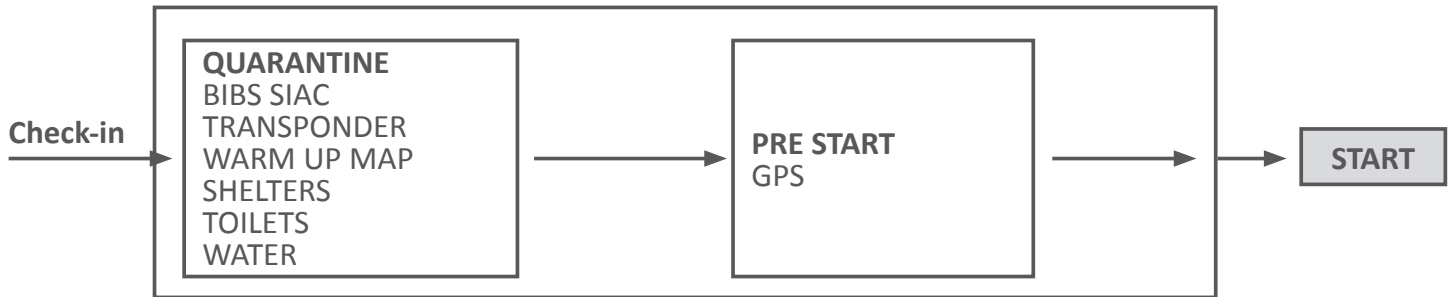 Check-in
QUARANTINE
BIBS SIAC
TRANSPONDER
WARM UP MAP
SHELTERS
TOILETS
WATER
PRE START
GPS
START